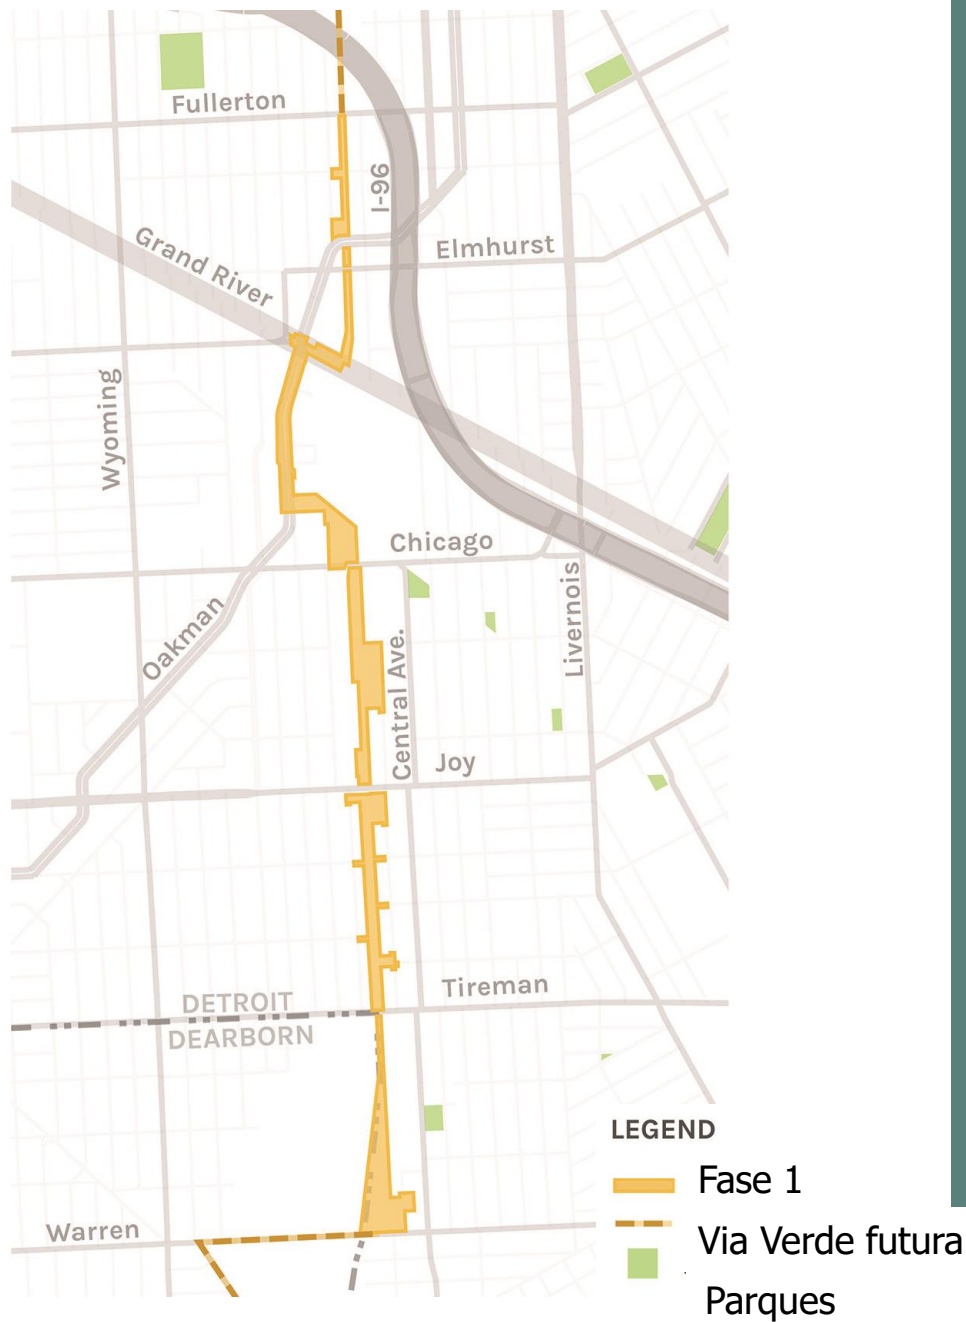 Fullerton
I-96
Grand River
Elmhurst
Wyoming
Chicago
Livernois
Oakman
Central Ave.
Joy
Tireman
DETROIT
DEARBORN
Warren
LEGEND
Fase 1
Via Verde futura
Parques